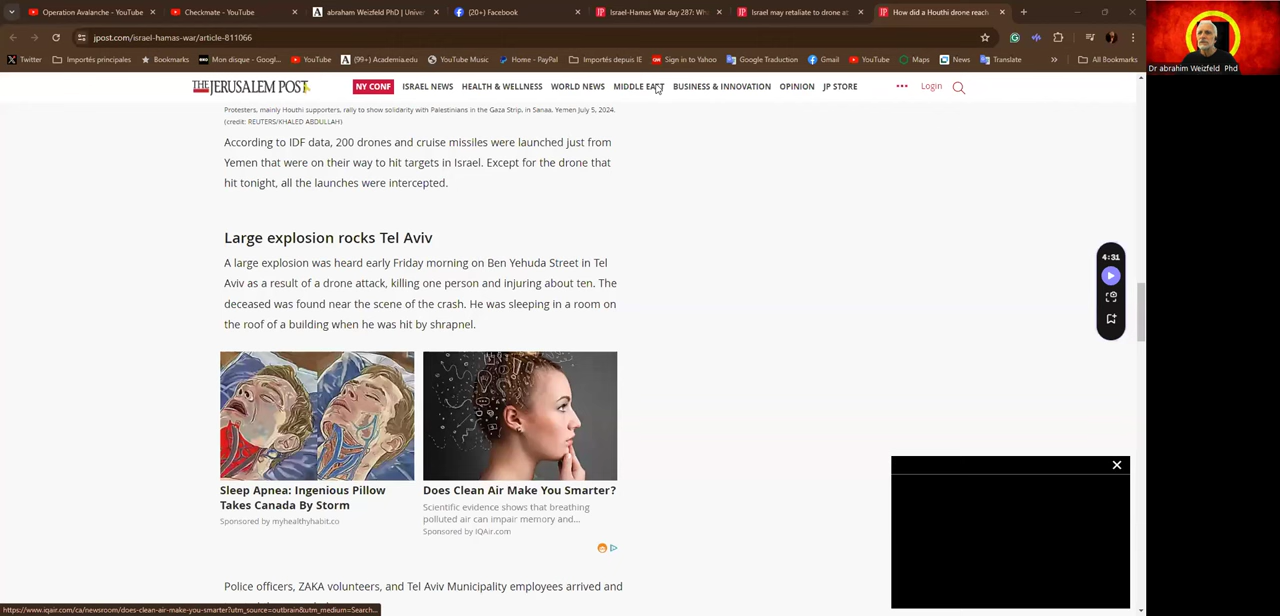 Operation Avalanche - YouTube
Checkmate - YouTube
abraham Weizfeld PhD | Univer
(20+) Facebook
Israel-Hamas War day 287: Wh
Israel may retaliate to drone at
How did a Houthi drone reach
jpost.com/israel-hamas-war/article-811066
Twitter
Importés principales
Bookmarks
Mon disque - Googl...
YouTube
(99+) Academia.edu
YouTube Music
Home - PayPal
Importés depuis IE
Sign in to Yahoo
Google Traduction
Gmail
YouTube
Maps
News
Translate
All Bookmarks
Dr abrahim Weizfeld Phd
THE JERUSALEM POST
NY CONF
ISRAEL NEWS
HEALTH & WELLNESS
WORLD NEWS
MIDDLE EAST
BUSINESS & INNOVATION
OPINION
JP STORE
Login
Protesters, mainly Houthi supporters, rally to show solidarity with Palestinians in the Gaza Strip, in Sanaa, Yemen July 5, 2024.
(credit: REUTERS/KHALED ABDULLAH)
According to IDF data, 200 drones and cruise missiles were launched just from
Yemen that were on their way to hit targets in Israel. Except for the drone that
hit tonight, all the launches were intercepted.
Large explosion rocks Tel Aviv
A large explosion was heard early Friday morning on Ben Yehuda Street in Tel
Aviv as a result of a drone attack, killing one person and injuring about ten. The
deceased was found near the scene of the crash. He was sleeping in a room on
the roof of a building when he was hit by shrapnel.
4:31
Sleep Apnea: Ingenious Pillow
Takes Canada By Storm
Sponsored by myhealthyhabit.co
Does Clean Air Make You Smarter?
Scientific evidence shows that breathing
polluted air can impair memory and...
Sponsored by IQAir.com
Police officers, ZAKA volunteers, and Tel Aviv Municipality employees arrived and
https://www.iqair.com/ca/newsroom/does-clean-air-make-you-smarter?utm_source=outbrain&utm_medium=Search...